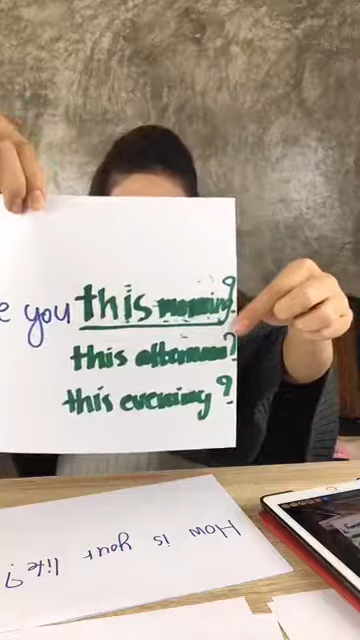 e you this morning?
this afternoon?
this evening?
How is your life?